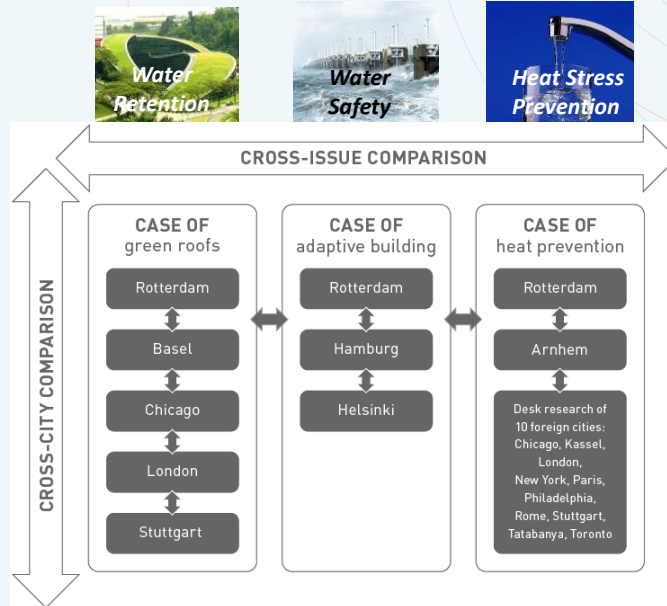 Water
Retention
Water
Safety
Heat Stress
Prevention
CROSS-ISSUE COMPARISON
CROSS-CITY COMPARISON
CASE OF
green roofs
Rotterdam
Basel
Chicago
London
Stuttgart
CASE OF
adaptive building
Rotterdam
Hamburg
Helsinki
CASE OF
heat prevention
Rotterdam
Arnhem
Desk research of
10 foreign cities:
Chicago, Kassel,
London,
New York, Paris,
Philadelphia,
Rome, Stuttgart,
Tatabanya, Toronto